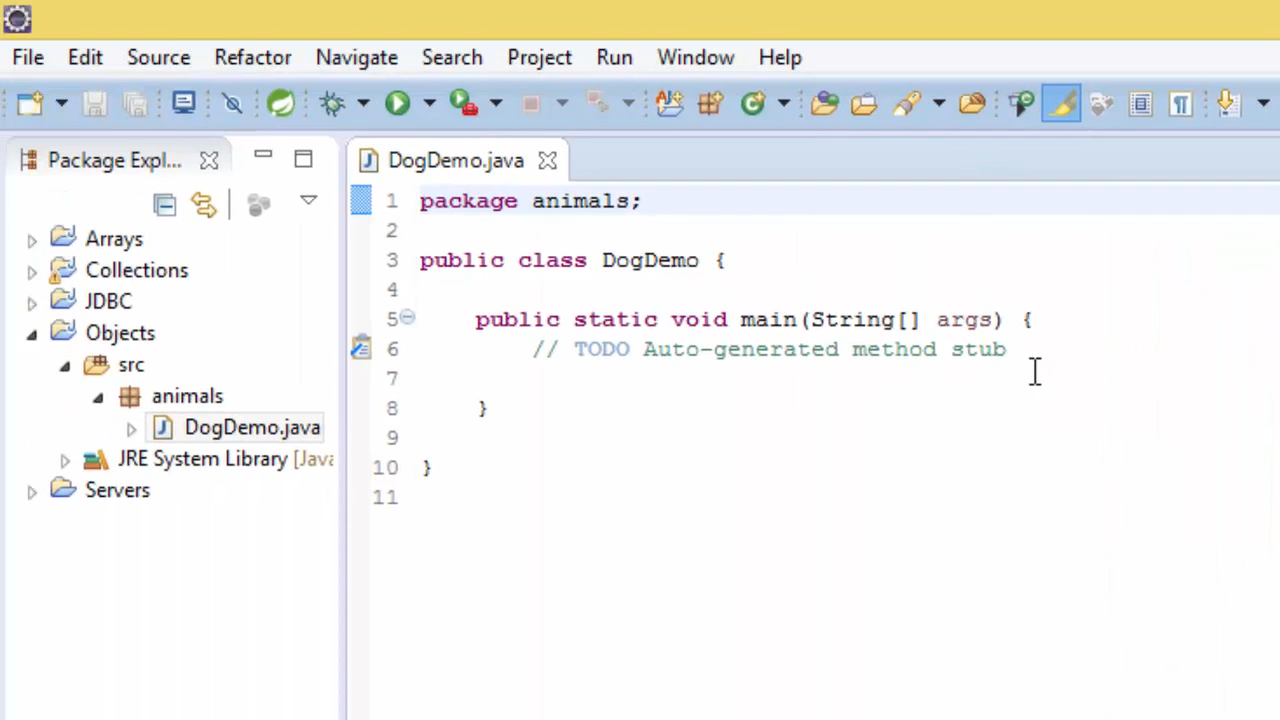 File Edit Source Refactor Navigate Search Project Run Window Help
Package Expl...
Arrays
Collections
JDBC
Objects
src
animals
DogDemo.java
JRE System Library [Java
Servers
DogDemo.java
1 package animals;
2
3 public class DogDemo {
4
5 public static void main(String[] args) {
6 // TODO Auto-generated method stub
7
8 }
9
10 }
11